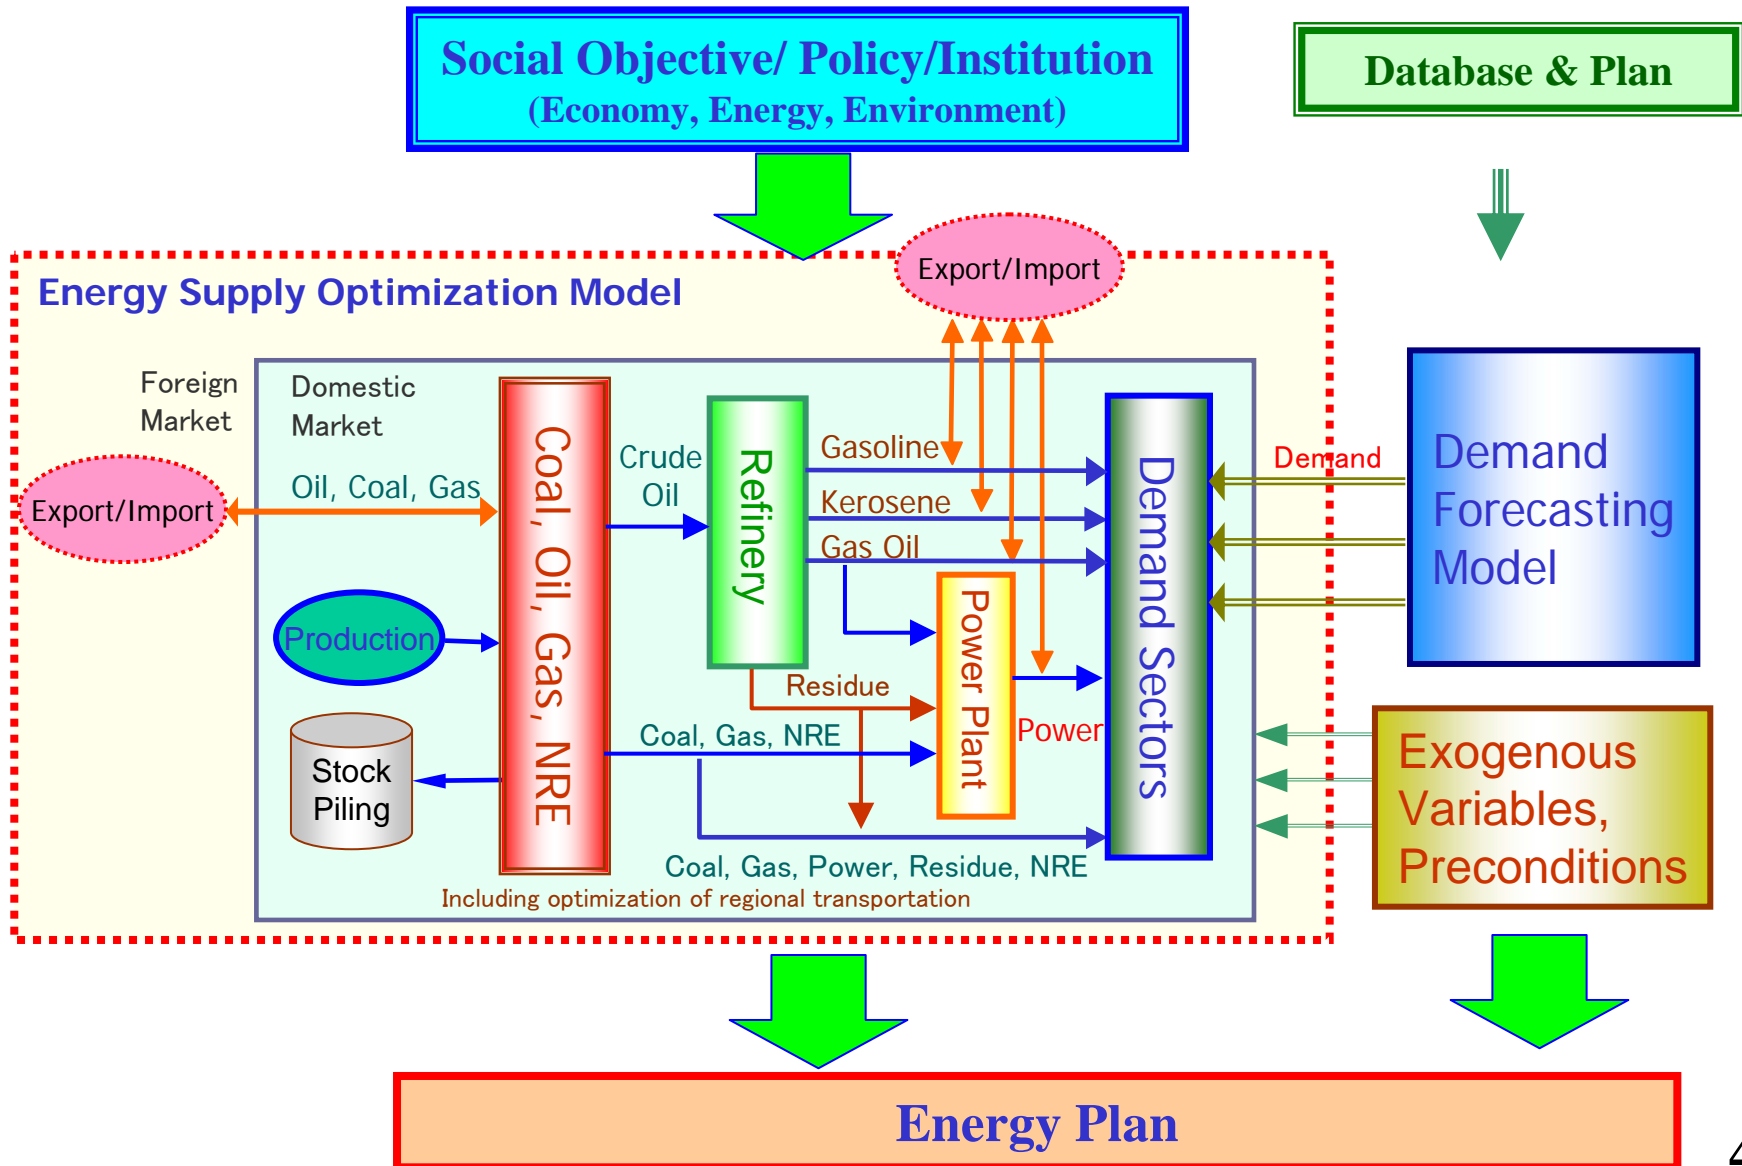 Social Objective/ Policy/Institution
(Economy, Energy, Environment)
Database & Plan
Export/Import
Energy Supply Optimization Model
Foreign
Market
Domestic
Market
Export/Import
Oil, Coal, Gas
Production
Stock
Piling
Coal, Oil, Gas, NRE
Crude
Oil
Refinery
Gasoline
Kerosene
Gas Oil
Residue
Coal, Gas, NRE
Power Plant
Power
Demand Sectors
Coal, Gas, Power, Residue, NRE
Including optimization of regional transportation
Demand
Demand
Forecasting
Model
Exogenous
Variables,
Preconditions
Energy Plan